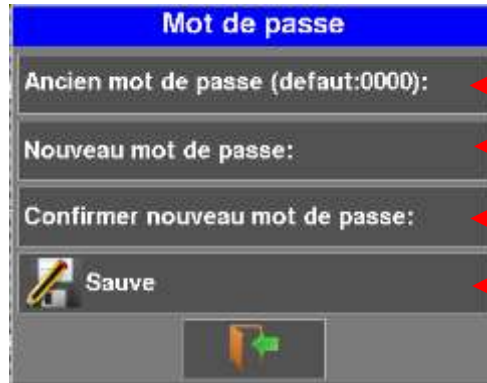 Mot de passe
Ancien mot de passe (defaut:0000):
Nouveau mot de passe:
Confirmer nouveau mot de passe:
Sauve